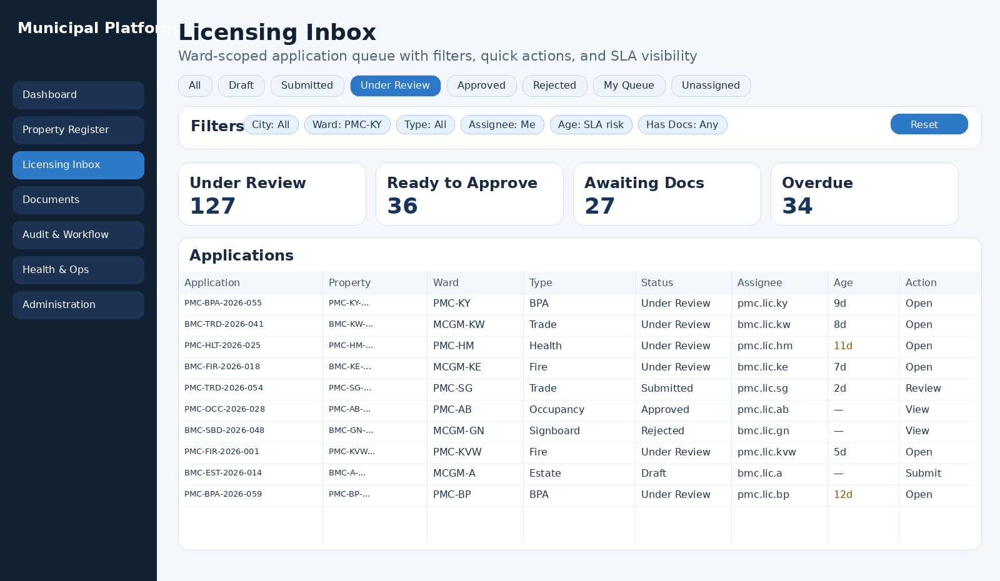 Municipal Platform
Dashboard
Property Register
Licensing Inbox
Documents
Audit & Workflow
Health & Ops
Administration
Licensing Inbox
Ward-scoped application queue with filters, quick actions, and SLA visibility
All Draft Submitted Under Review Approved Rejected My Queue Unassigned
Filters City: All Ward: PMC-KY Type: All Assignee: Me Age: SLA risk Has Docs: Any Reset
Under Review Ready to Approve Awaiting Docs Overdue
127 36 27 34
Applications
Application Property Ward Type Status Assignee Age Action
PMC-BPA-2026-055 PMC-KY-... PMC-KY BPA Under Review pmc.lic.ky 9d Open
BMC-TRD-2026-041 BMC-KW-... MCGM-KW Trade Under Review bmc.lic.kw 8d Open
PMC-HLT-2026-025 PMC-HM-... PMC-HM Health Under Review pmc.lic.hm 11d Open
BMC-FIR-2026-018 BMC-KE-... MCGM-KE Fire Under Review bmc.lic.ke 7d Open
PMC-TRD-2026-054 PMC-SG-... PMC-SG Trade Submitted pmc.lic.sg 2d Review
PMC-OCC-2026-028 PMC-AB-... PMC-AB Occupancy Approved pmc.lic.ab — View
BMC-SBD-2026-048 BMC-GN-... MCGM-GN Signboard Rejected bmc.lic.gn — View
PMC-FIR-2026-001 PMC-KVW... PMC-KVW Fire Under Review pmc.lic.kvw 5d Open
BMC-EST-2026-014 BMC-A-... MCGM-A Estate Draft bmc.lic.a — Submit
PMC-BPA-2026-059 PMC-BP-... PMC-BP BPA Under Review pmc.lic.bp 12d Open